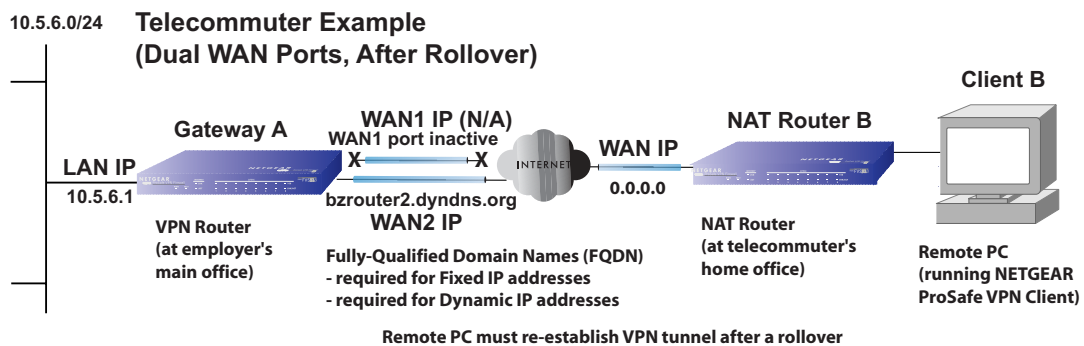 10.5.6.0/24
Telecommuter Example
(Dual WAN Ports, After Rollover)
Client B
Gateway A
WAN1 IP (N/A)
WAN1 port inactive
NAT Router B
LAN IP
X X
INTERNET
WAN IP
NETGEAR
NETGEAR
10.5.6.1
bzrouter2.dyndns.org
WAN2 IP
0.0.0.0
VPN Router
(at employer's
main office)
Fully-Qualified Domain Names (FQDN)
- required for Fixed IP addresses
- required for Dynamic IP addresses
NAT Router
(at telecommuter's
home office)
Remote PC
(running NETGEAR
ProSafe VPN Client)
Remote PC must re-establish VPN tunnel after a rollover